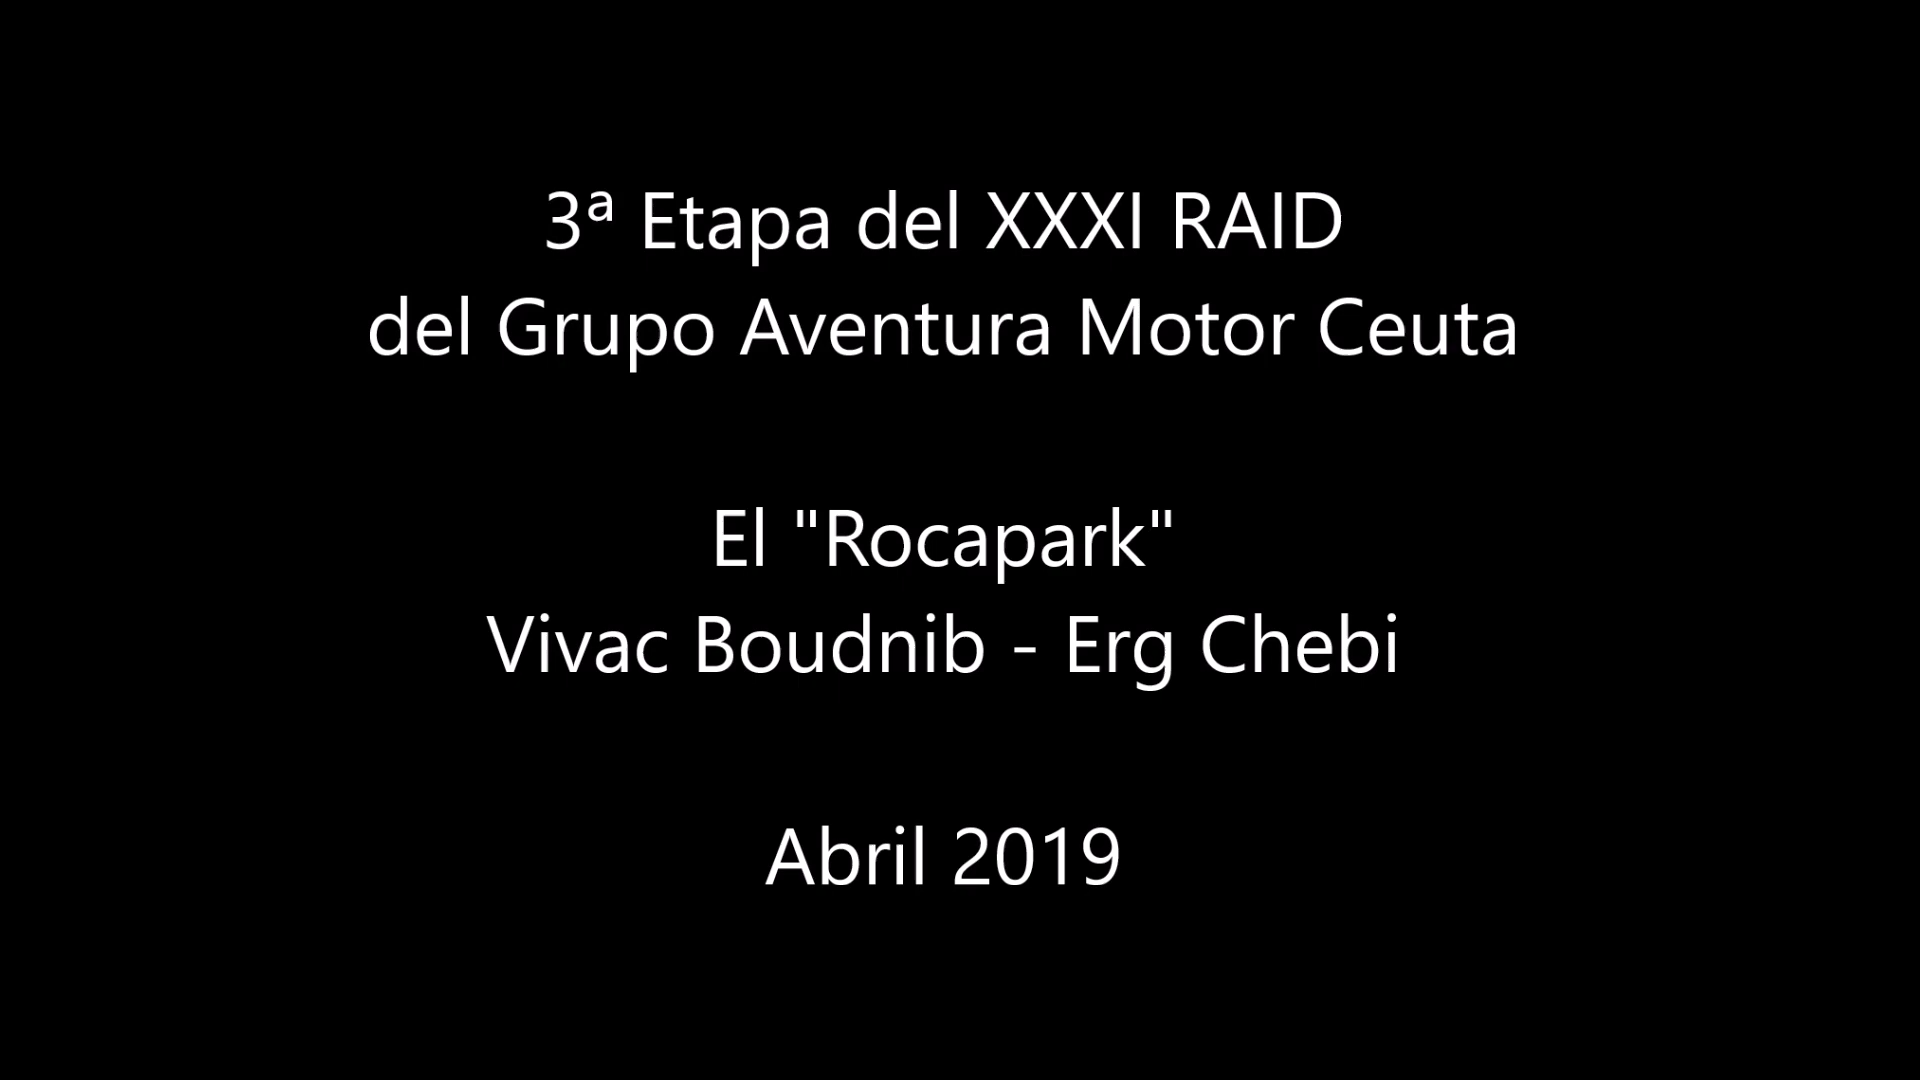 3ª Etapa del XXXI RAID
del Grupo Aventura Motor Ceuta
El "Rocapark"
Vivac Boudnib - Erg Chebi
Abril 2019